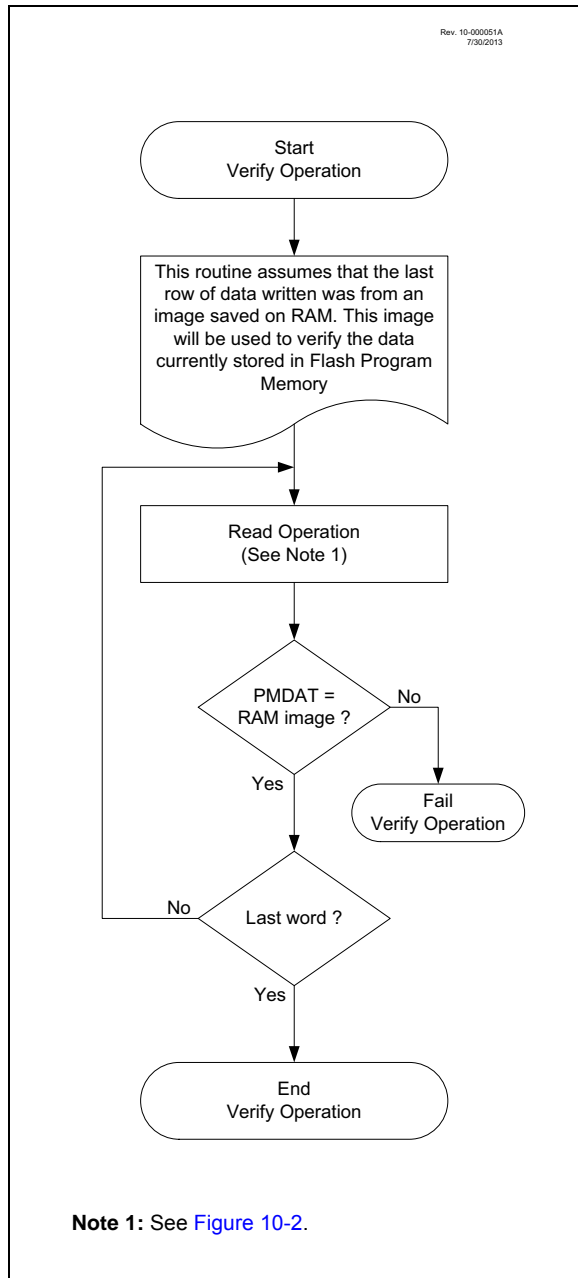 Rev. 10-000051A
7/30/2013
Start
Verify Operation
This routine assumes that the last
row of data written was from an
image saved on RAM. This image
will be used to verify the data
currently stored in Flash Program
Memory
Read Operation
(See Note 1)
PMDAT =
RAM image ?
No
Yes
Fail
Verify Operation
No
Last word ?
Yes
End
Verify Operation
Note 1: See Figure 10-2.